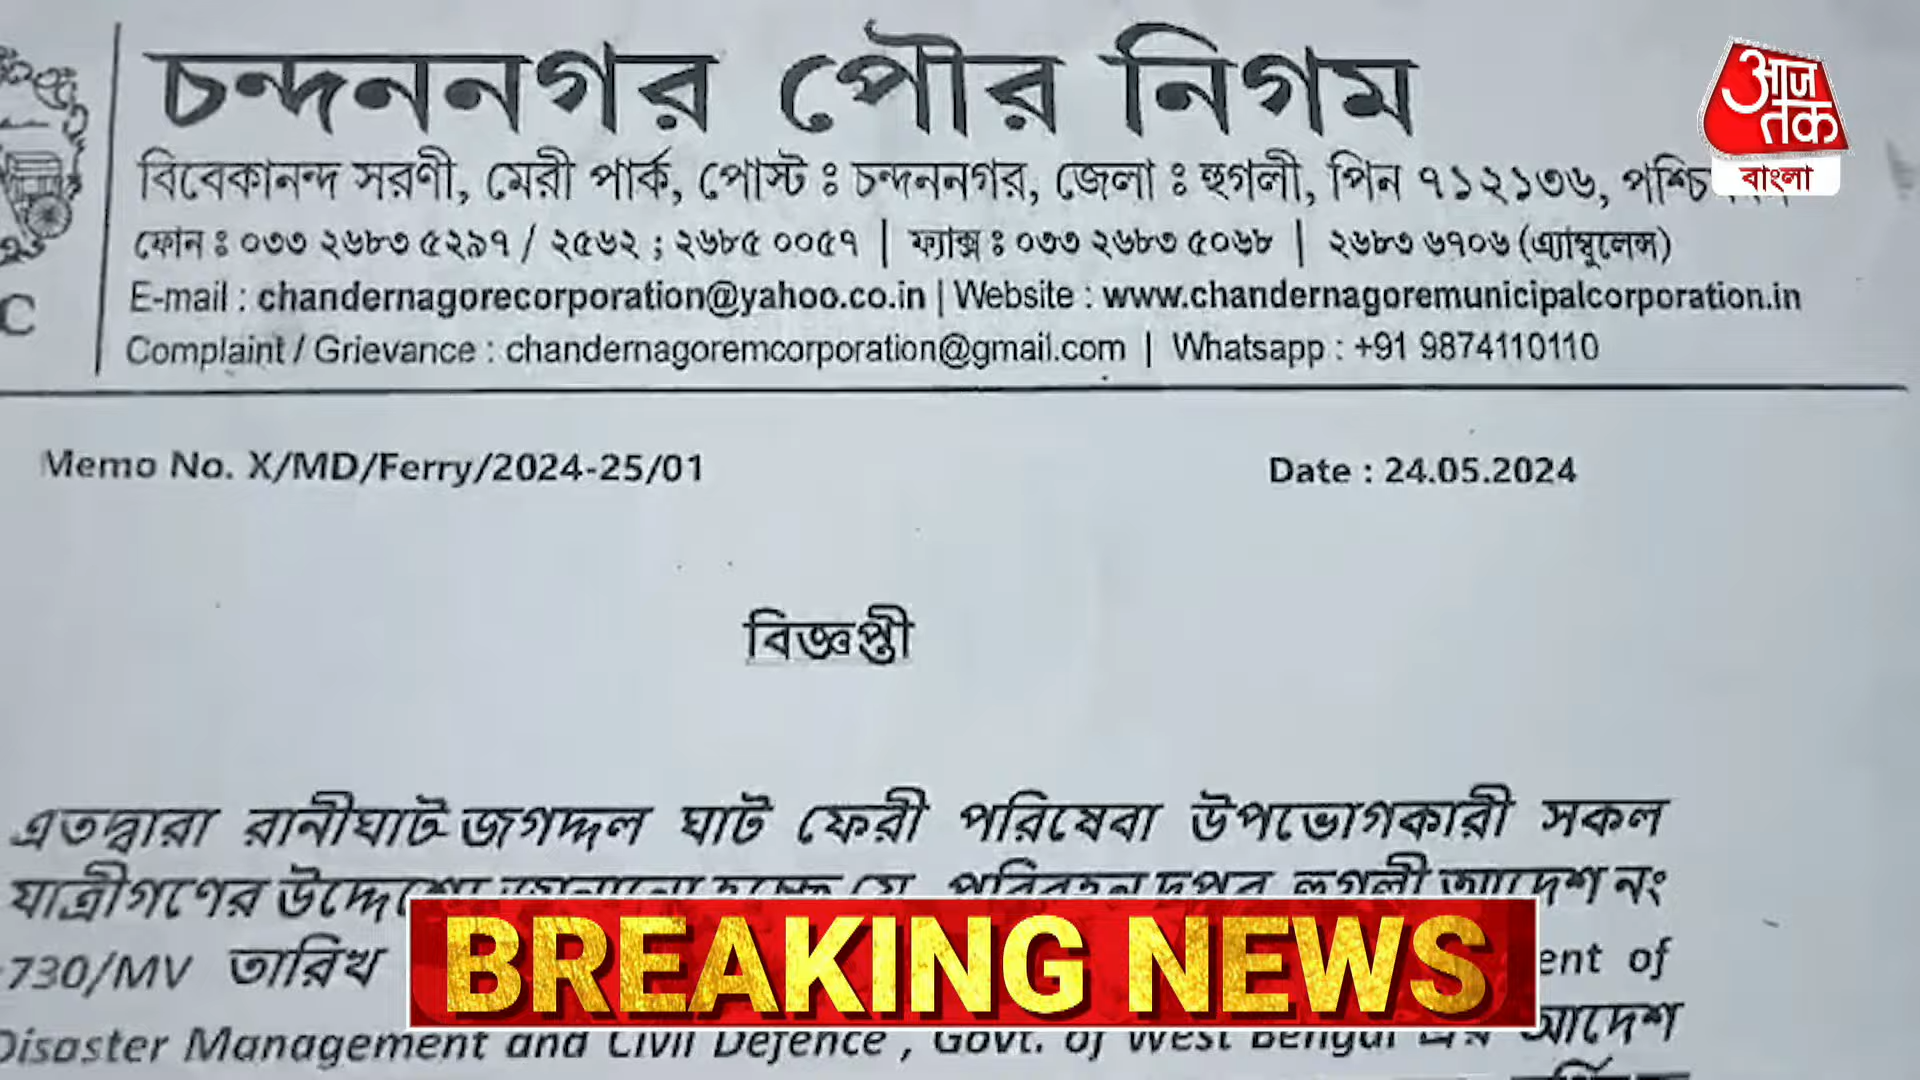 চন্দননগর পৌর নিগম
আজ तक
বাংলা
বিবেকানন্দ সরণী, মেরী পার্ক, পোস্ট ঃ চন্দননগর, জেলা ঃ হুগলী, পিন ৭১২১৩৬,
ফোন ঃ ০৩৩ ২৬৮৩ ৫২৯৭ / ২৫৬২ ; ২৬৮৫ ০০৫৭ | ফ্যাক্স ঃ ০৩৩ ২৬৮৩ ৫০৬৮ | ২৬৮৩ ৬৭০৬ (এ্যাম্বুলেন্স)
C
E-mail : chandernagorecorporation@yahoo.co.in | Website : www.chandernagoremunicipalcorporation.in
Complaint / Grievance : chandernagoremcorporation@gmail.com | Whatsapp : +91 9874110110
Memo No. X/MD/Ferry/2024-25/01
Date : 24.05.2024
বিজ্ঞপ্তী
এতদ্বারা রানীঘাট-জগদ্দল ঘাট ফেরী পরিষেবা উপভোগকারী সকল
যাত্রীগণের উদ্দেশ্যে জানানো হচ্ছে যে, পরিবহন দপ্তর হুগলী আদেশ নং
730/MV তারিখ
of
Disaster Management and Civil Defence, Govt. of West Bengal এর আদেশ
BREAKING NEWS